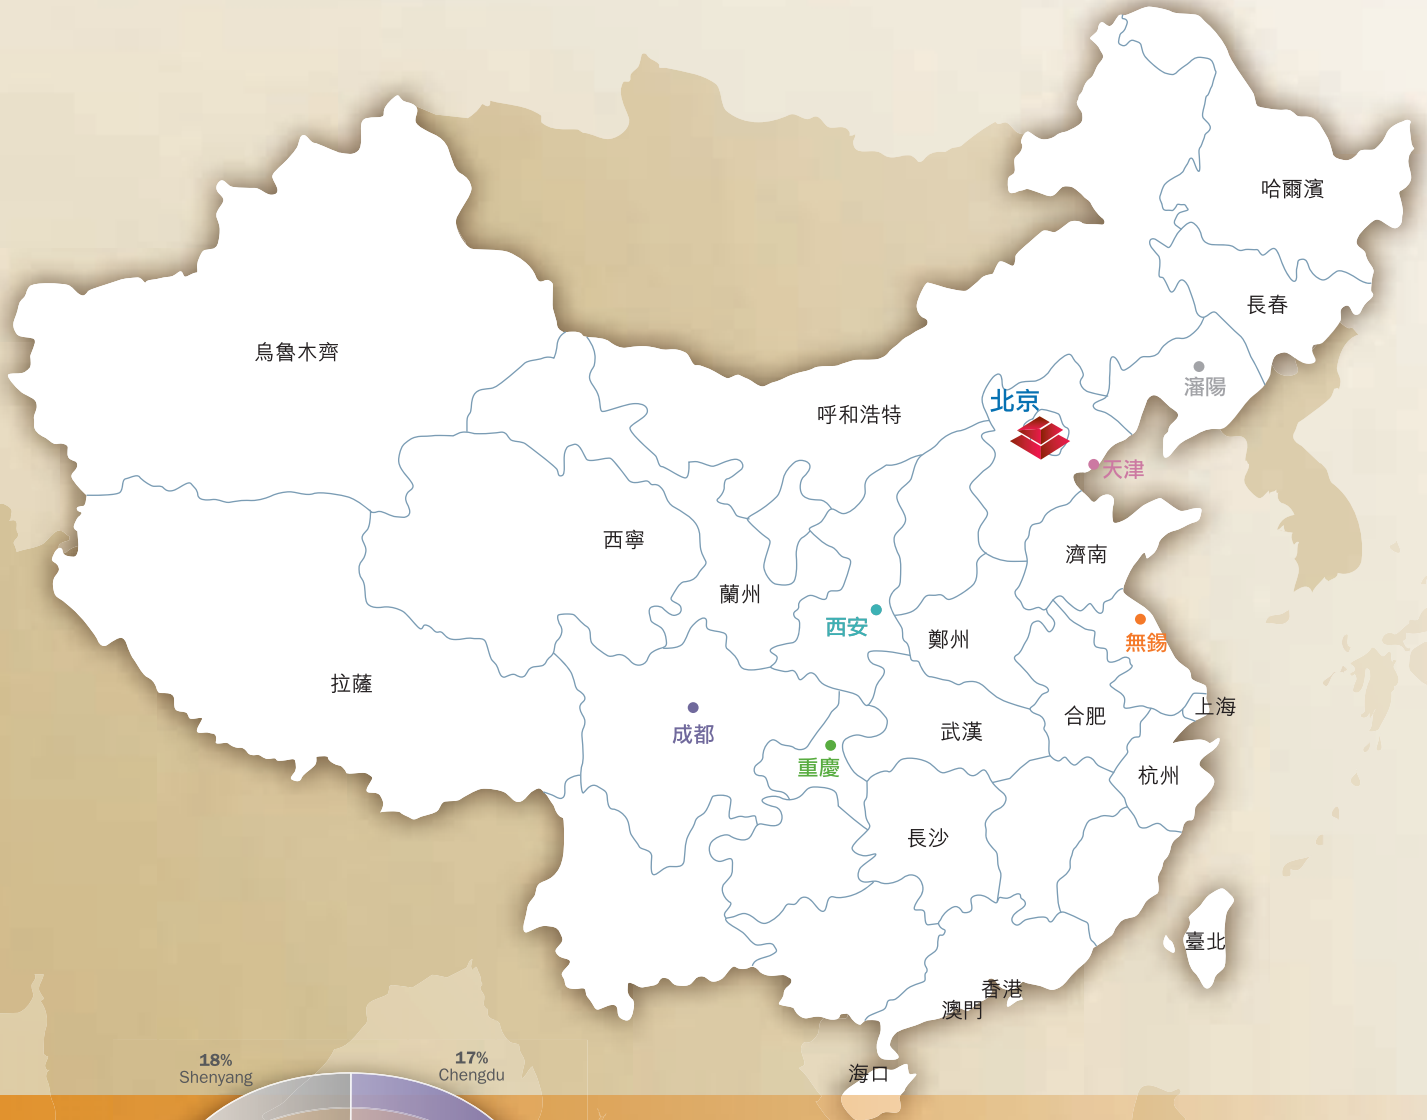 哈爾濱
長春
烏魯木齊
瀋陽
北京
呼和浩特
天津
西寧
濟南
蘭州
西安
鄭州
無錫
拉薩
上海
合肥
成都
武漢
重慶
杭州
長沙
臺北
香港
澳門
海口
18%
Shenyang
17%
Chengdu